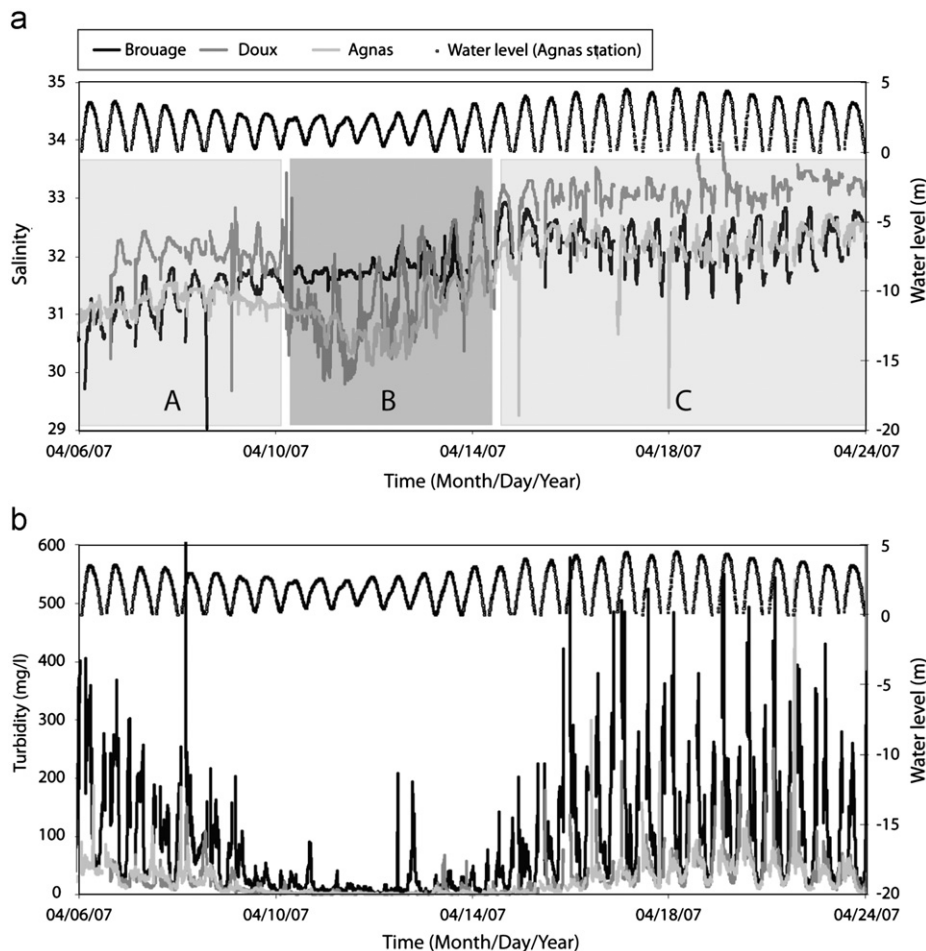 a
Brouage Doux Agnas Water level (Agnas station)
35
34
33
32
31
30
29
Salinity
5
0
-5
-10
-15
-20
Water level (m)
A B C
04/06/07 04/10/07 04/14/07 04/18/07 04/24/07
Time (Month/Day/Year)
b
600
500
400
300
200
100
0
Turbidity (mg/l)
5
0
-5
-10
-15
-20
Water level (m)
04/06/07 04/10/07 04/14/07 04/18/07 04/24/07
Time (Month/Day/Year)